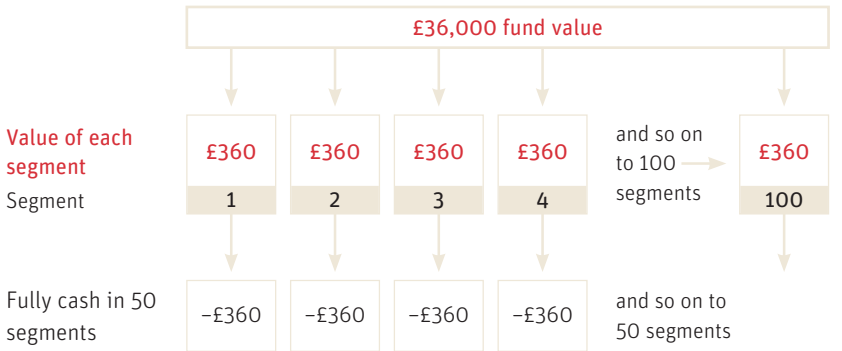 £36,000 fund value
Value of each
segment
£360 £360 £360 £360 and so on
to 100
segments
£360
Segment 1 2 3 4 100
Fully cash in 50
segments
–£360 –£360 –£360 –£360 and so on to
50 segments